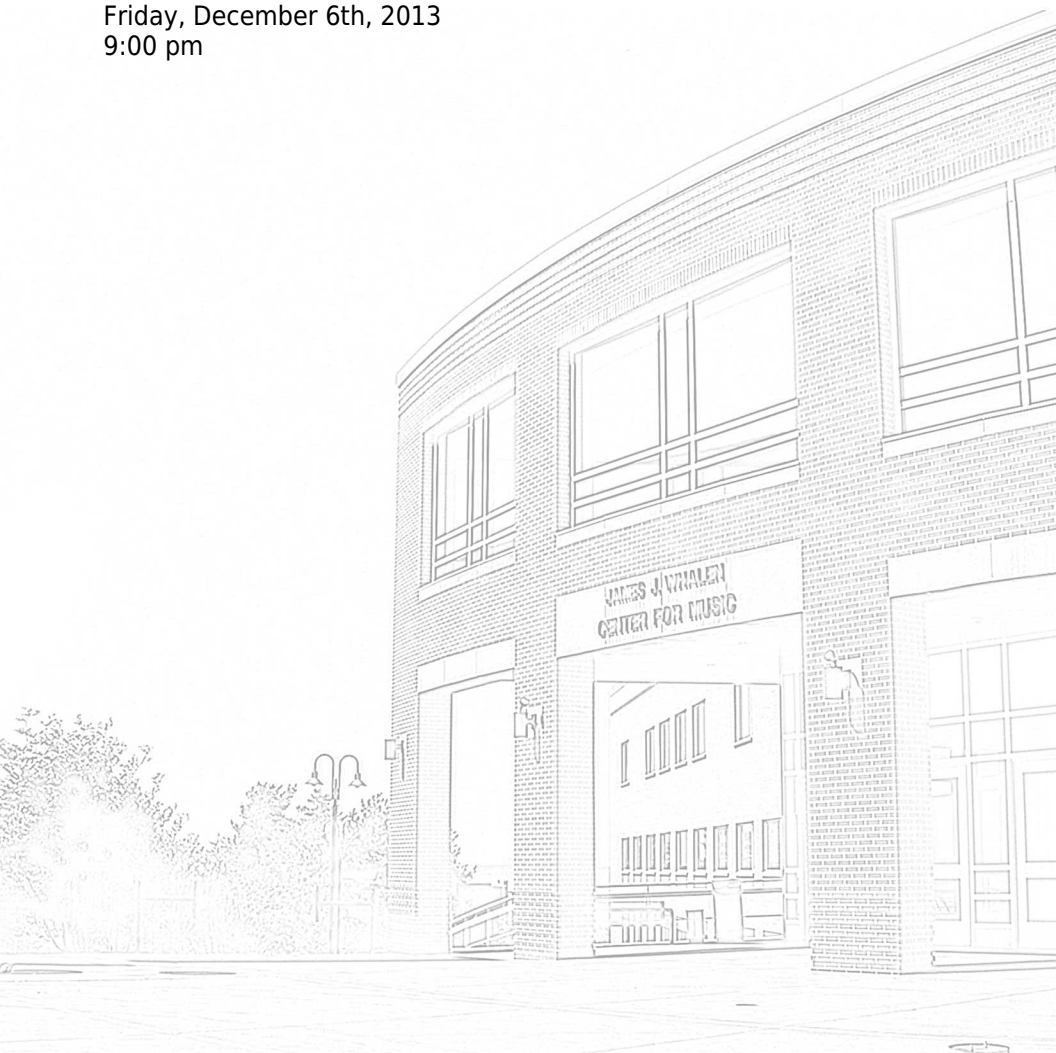 Friday, December 6th, 2013
9:00 pm
JAMES J. WHALEN
CENTER FOR MUSIC